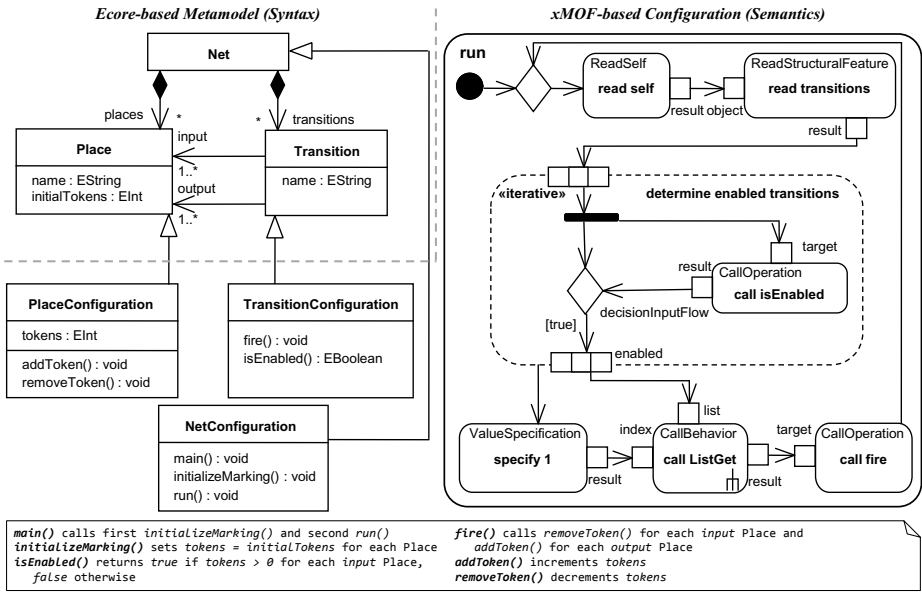 Ecore-based Metamodel (Syntax)
xMOF-based Configuration (Semantics)
Net
places
*
*
transitions
input
1..*
output
1..*
Place
name : EString
initialTokens : EInt
Transition
name : EString
PlaceConfiguration
tokens : EInt
addToken() : void
removeToken() : void
TransitionConfiguration
fire() : void
isEnabled() : EBoolean
NetConfiguration
main() : void
initializeMarking() : void
run() : void
run
ReadSelf
read self
result
object
ReadStructuralFeature
read transitions
result
«iterative»
determine enabled transitions
target
result
CallOperation
call isEnabled
decisionInputFlow
[true]
enabled
list
ValueSpecification
specify 1
result
index
CallBehavior
call ListGet
result
target
CallOperation
call fire
main() calls first initializeMarking() and second run()
initializeMarking() sets tokens = initialTokens for each Place
isEnabled() returns true if tokens > 0 for each input Place,
false otherwise
fire() calls removeToken() for each input Place and
addToken() for each output Place
addToken() increments tokens
removeToken() decrements tokens